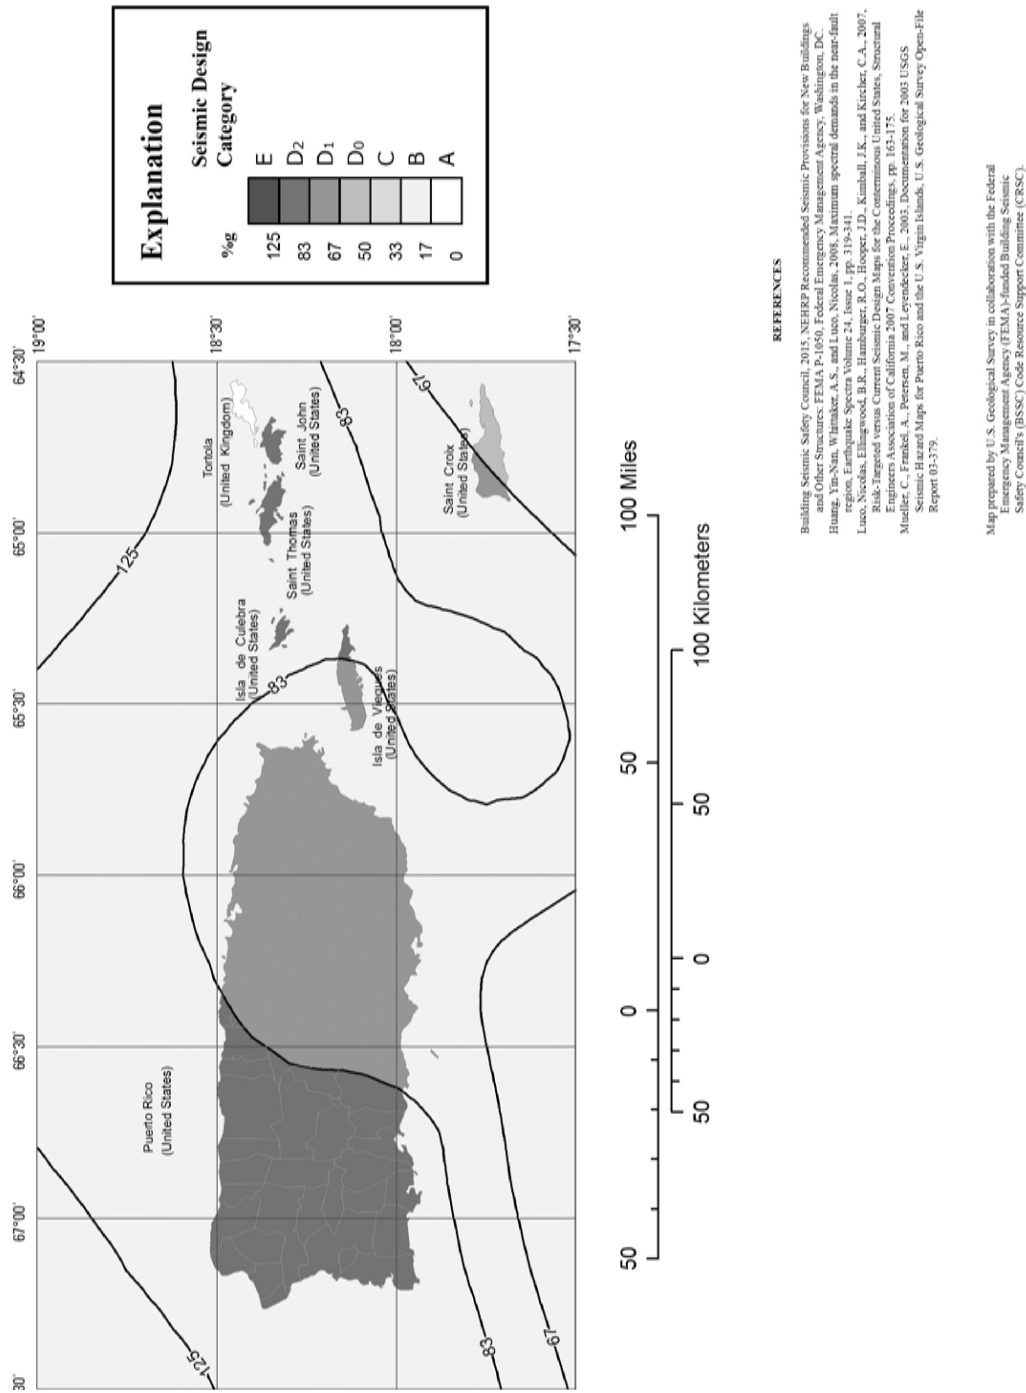 Explanation
Seismic Design
Category
%g
125 E
83 D2
67 D1
50 D0
33 C
17 B
0 A
30'
67°00'
66°30'
66°00'
65°30'
65°00'
64°30'
19°00'
18°30'
18°00'
17°30'
125
125
83
83
83
67
67
Puerto Rico
(United States)
Isla de Culebra
(United States)
Tortola
(United Kingdom)
Saint Thomas
(United States)
Saint John
(United States)
Isla de Vieques
(United States)
Saint Croix
(United States)
50 0 50 100 Miles
50 0 50 100 Kilometers
REFERENCES
Building Seismic Safety Council, 2015, NEHRP Recommended Seismic Provisions for New Buildings
and Other Structures: FEMA P-1050, Federal Emergency Management Agency, Washington, DC.
Huang, Yin-Nan, Whittaker, A.S., and Luco, Nicolas, 2008, Maximum spectral demands in the near-fault
region, Earthquake Spectra Volume 24, Issue 1, pp. 319-341.
Luco, Nicolas, Ellingwood, B.R., Hamburger, R.O., Hooper, J.D., Kimball, J.K., and Kircher, C.A., 2007,
Risk-Targeted versus Current Seismic Design Maps for the Conterminous United States, Structural
Engineers Association of California 2007 Convention Proceedings, pp. 163-175.
Mueller, C., Frankel, A., Petersen, M., and Leyendecker, E., 2003, Documentation for 2003 USGS
Seismic Hazard Maps for Puerto Rico and the U.S. Virgin Islands, U.S. Geological Survey Open-File
Report 03-379.
Map prepared by U.S. Geological Survey in collaboration with the Federal
Emergency Management Agency (FEMA)-funded Building Seismic
Safety Council's (BSSC) Code Resource Support Committee (CRSC).